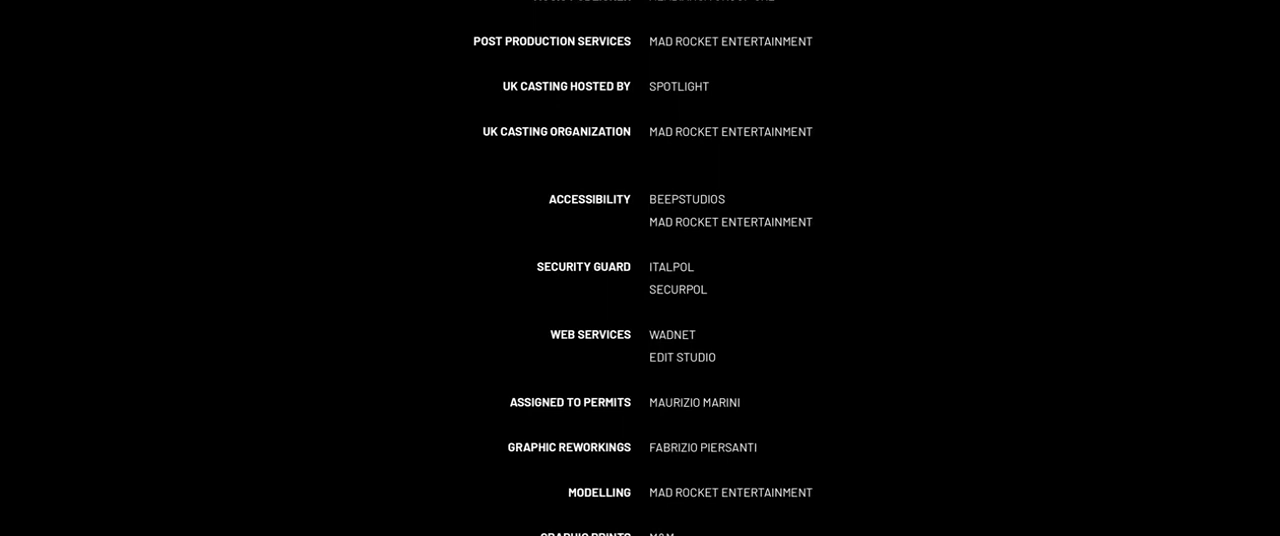 POST PRODUCTION SERVICES MAD ROCKET ENTERTAINMENT
UK CASTING HOSTED BY SPOTLIGHT
UK CASTING ORGANIZATION MAD ROCKET ENTERTAINMENT
ACCESSIBILITY BEEPSTUDIOS
MAD ROCKET ENTERTAINMENT
SECURITY GUARD ITALPOL
SECURPOL
WEB SERVICES WADNET
EDIT STUDIO
ASSIGNED TO PERMITS MAURIZIO MARINI
GRAPHIC REWORKINGS FABRIZIO PIERSANTI
MODELLING MAD ROCKET ENTERTAINMENT
GRAPHIC PRINTS